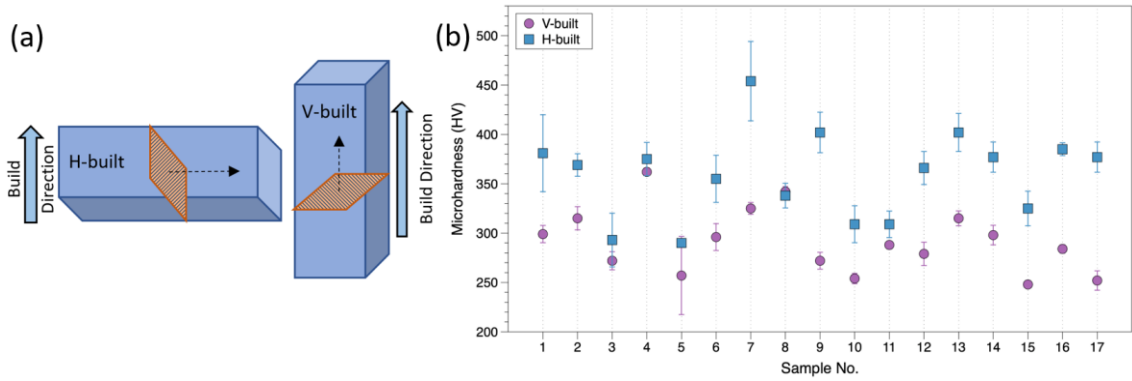 (a)
Build
Direction
H-built
V-built
Build Direction
(b)
V-built
H-built
Microhardness (HV)
500
450
400
350
300
250
200
1 2 3 4 5 6 7 8 9 10 11 12 13 14 15 16 17
Sample No.